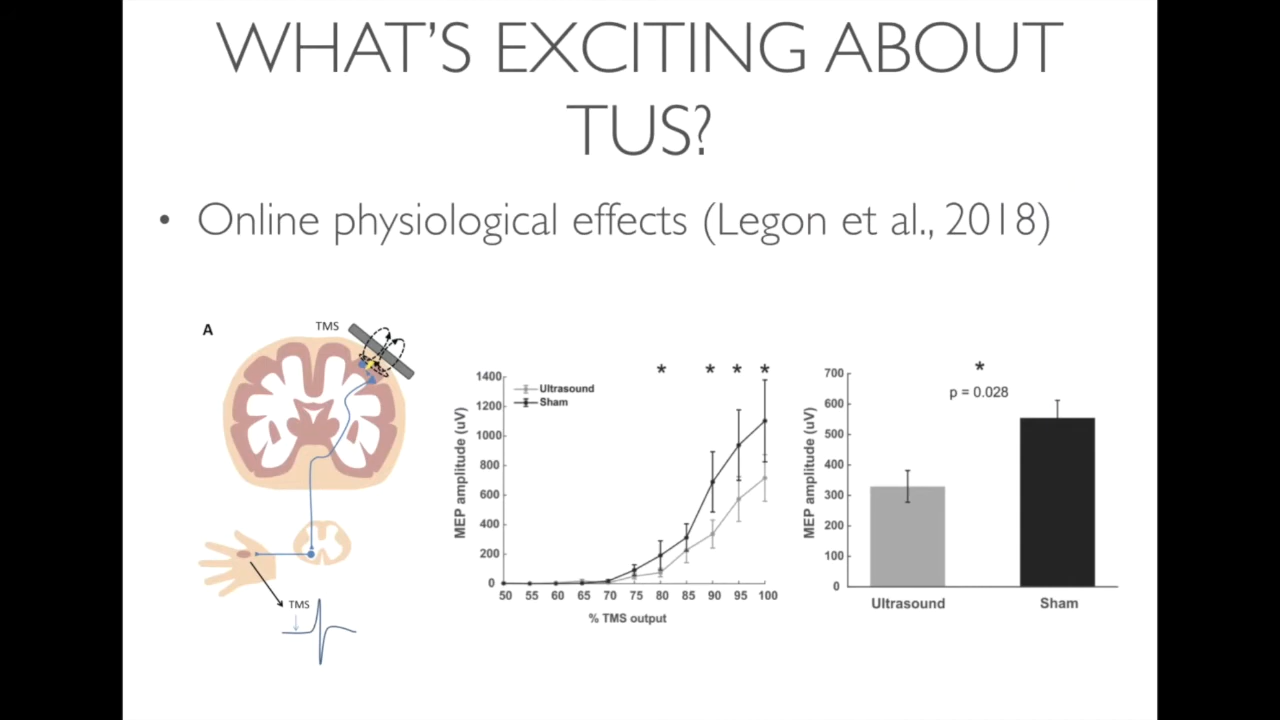 WHAT'S EXCITING ABOUT
TUS?
• Online physiological effects (Legon et al., 2018)
A
TMS
TMS
* * * *
1400
1200
1000
800
600
400
200
0
MEP amplitude (uV)
Ultrasound
Sham
50 55 60 65 70 75 80 85 90 95 100
% TMS output
*
p = 0.028
700
600
500
400
300
200
100
0
MEP amplitude (uV)
Ultrasound Sham